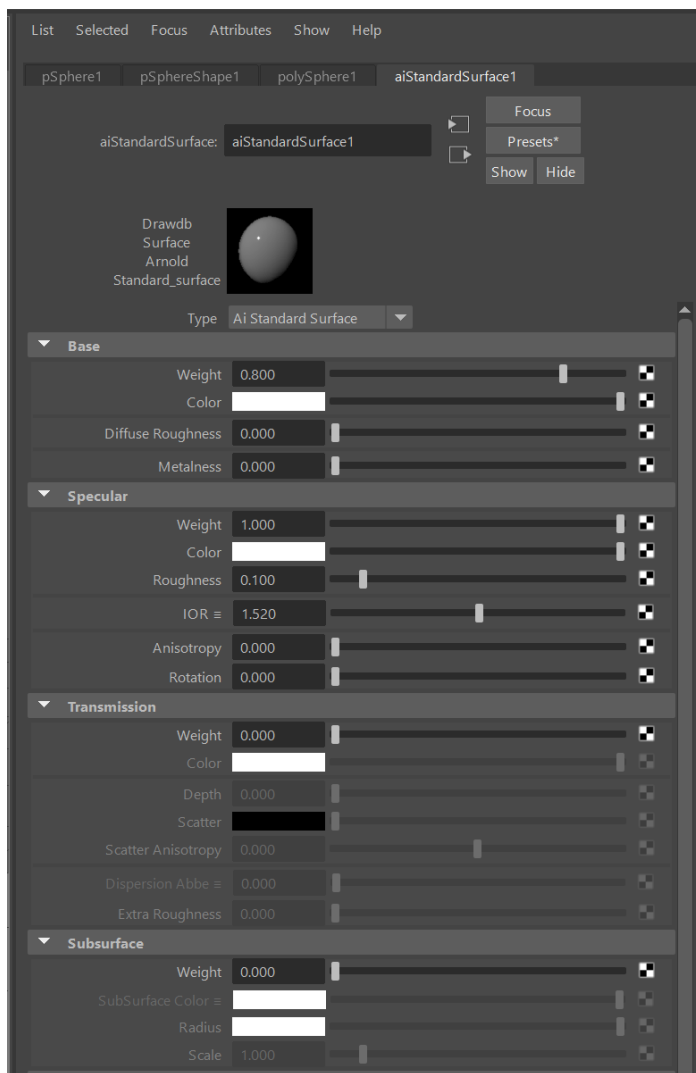 List Selected Focus Attributes Show Help
pSphere1 pSphereShape1 polySphere1 aiStandardSurface1
Focus
aiStandardSurface: aiStandardSurface1
Presets*
Show Hide
Drawdb
Surface
Arnold
Standard_surface
Type Ai Standard Surface
Base
Weight 0.800
Color
Diffuse Roughness 0.000
Metalness 0.000
Specular
Weight 1.000
Color
Roughness 0.100
IOR ≡ 1.520
Anisotropy 0.000
Rotation 0.000
Transmission
Weight 0.000
Color
Depth 0.000
Scatter
Scatter Anisotropy 0.000
Dispersion Abbe ≡ 0.000
Extra Roughness 0.000
Subsurface
Weight 0.000
SubSurface Color ≡
Radius
Scale 1.000